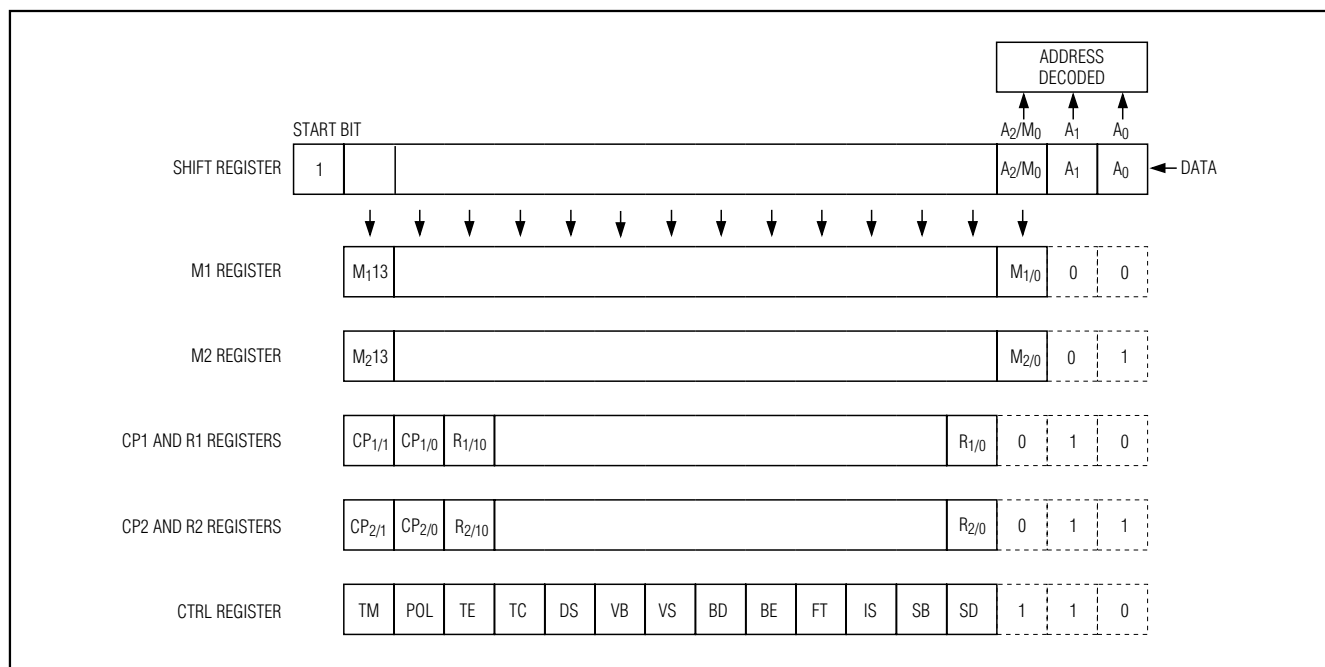 ADDRESS
DECODED
START BIT A₂/M₀ A₁ A₀
SHIFT REGISTER 1 A₂/M₀ A₁ A₀ DATA
M1 REGISTER M₁13 M₁/₀ 0 0
M2 REGISTER M₂13 M₂/₀ 0 1
CP1 AND R1 REGISTERS CP₁/₁ CP₁/₀ R₁/₁₀ R₁/₀ 0 1 0
CP2 AND R2 REGISTERS CP₂/₁ CP₂/₀ R₂/₁₀ R₂/₀ 0 1 1
CTRL REGISTER TM POL TE TC DS VB VS BD BE FT IS SB SD 1 1 0